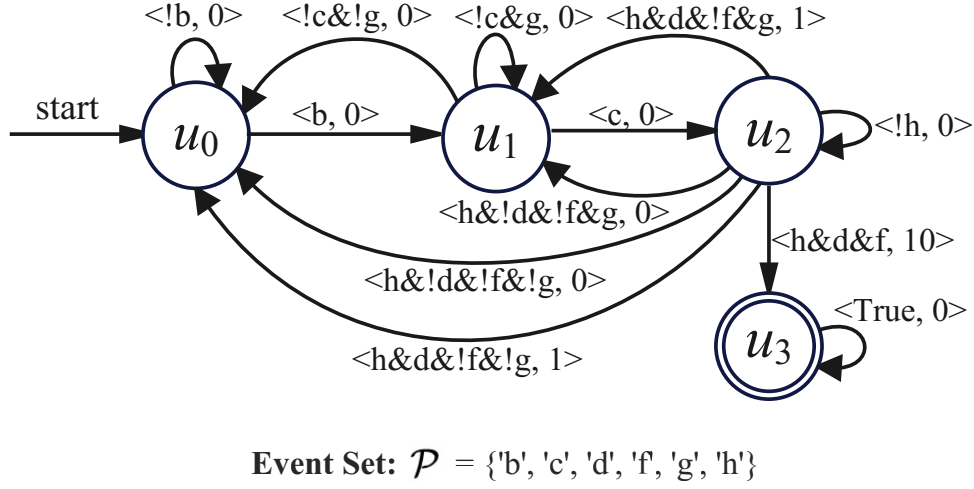 <!b, 0>
<!c&!g, 0>
<!c&g, 0>
<h&d&!f&g, 1>
start
u0
<b, 0>
u1
<c, 0>
u2
<!h, 0>
<h&!d&!f&g, 0>
<h&d&f, 10>
<h&!d&!f&!g, 0>
<True, 0>
u3
<h&d&!f&!g, 1>
Event Set: 𝒫 = {'b', 'c', 'd', 'f', 'g', 'h'}